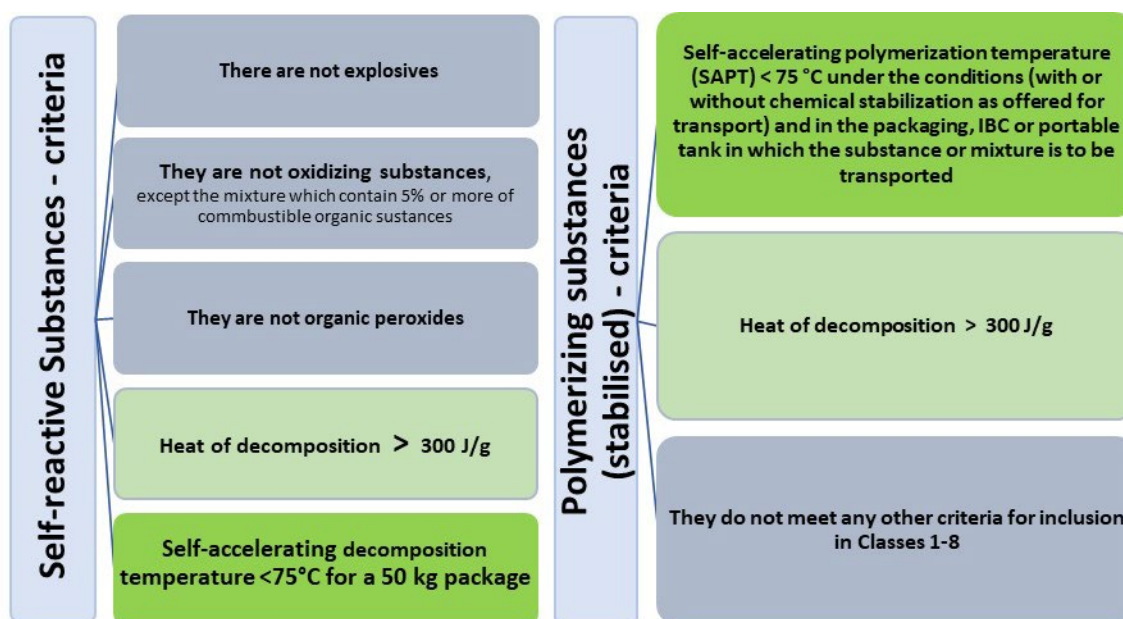 Self-reactive Substances - criteria
There are not explosives
They are not oxidizing substances,
except the mixture which contain 5% or more of
commbustible organic sustances
They are not organic peroxides
Heat of decomposition > 300 J/g
Self-accelerating decomposition
temperature <75°C for a 50 kg package
Polymerizing substances
(stabilised) - criteria
Self-accelerating polymerization temperature
(SAPT) < 75 °C under the conditions (with or
without chemical stabilization as offered for
transport) and in the packaging, IBC or portable
tank in which the substance or mixture is to be
transported
Heat of decomposition > 300 J/g
They do not meet any other criteria for inclusion
in Classes 1-8